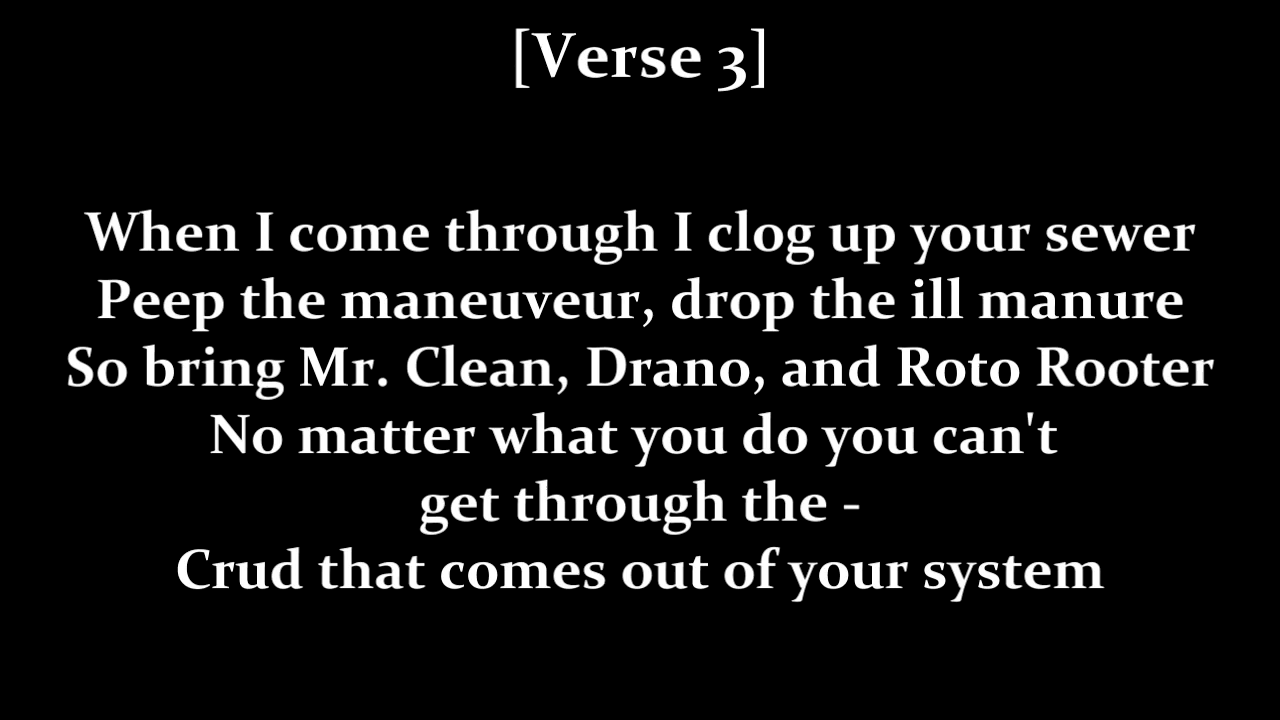 [Verse 3]
When I come through I clog up your sewer
Peep the maneuveur, drop the ill manure
So bring Mr. Clean, Drano, and Roto Rooter
No matter what you do you can't
get through the -
Crud that comes out of your system